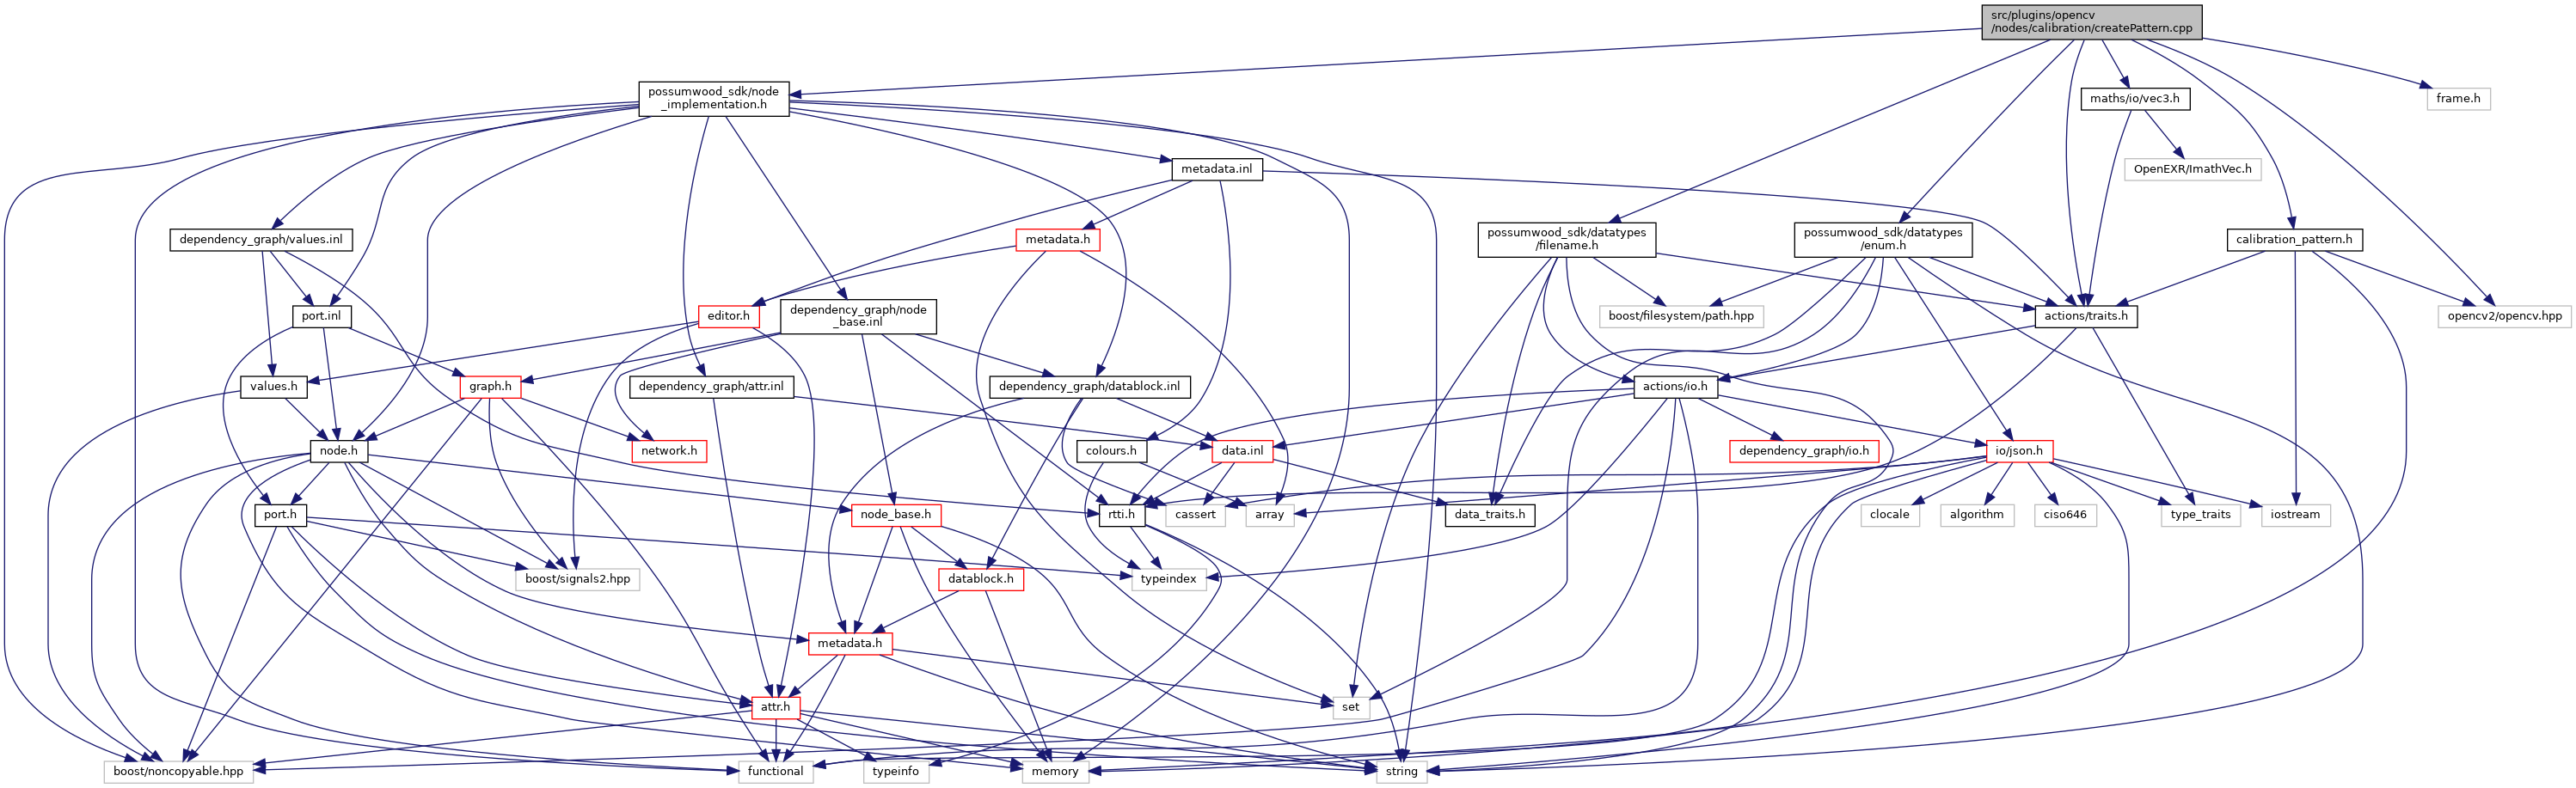 src/plugins/opencv
/nodes/calibration/createPattern.cpp
possumwood_sdk/node
_implementation.h
maths/io/vec3.h
frame.h
metadata.inl
OpenEXR/ImathVec.h
dependency_graph/values.inl
metadata.h
possumwood_sdk/datatypes
/filename.h
possumwood_sdk/datatypes
/enum.h
calibration_pattern.h
port.inl
editor.h
dependency_graph/node
_base.inl
boost/filesystem/path.hpp
actions/traits.h
opencv2/opencv.hpp
values.h
graph.h
dependency_graph/attr.inl
dependency_graph/datablock.inl
actions/io.h
node.h
network.h
colours.h
data.inl
dependency_graph/io.h
io/json.h
port.h
node_base.h
rtti.h
cassert
array
data_traits.h
clocale
algorithm
ciso646
type_traits
iostream
boost/signals2.hpp
datablock.h
typeindex
metadata.h
attr.h
set
boost/noncopyable.hpp
functional
typeinfo
memory
string